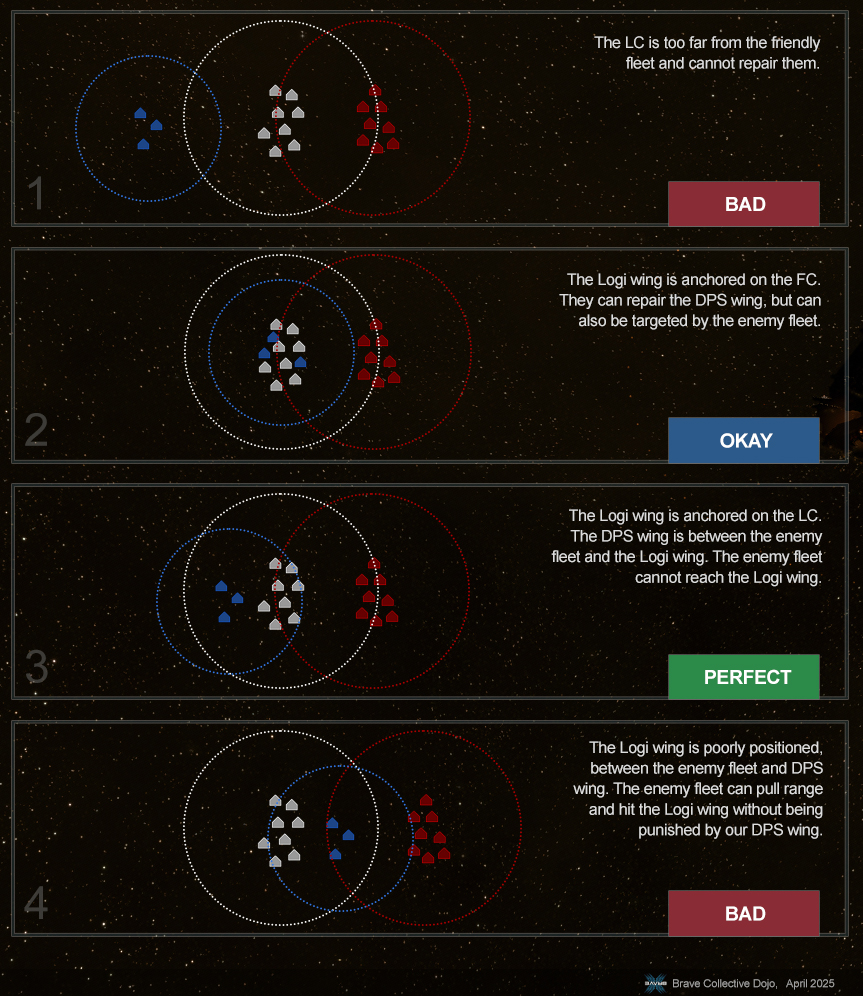 The LC is too far from the friendly
fleet and cannot repair them.
1
BAD
The Logi wing is anchored on the FC.
They can repair the DPS wing, but can
also be targeted by the enemy fleet.
2
OKAY
The Logi wing is anchored on the LC.
The DPS wing is between the enemy
fleet and the Logi wing. The enemy fleet
cannot reach the Logi wing.
3
PERFECT
The Logi wing is poorly positioned,
between the enemy fleet and DPS
wing. The enemy fleet can pull range
and hit the Logi wing without being
punished by our DPS wing.
4
BAD
Brave Collective Dojo, April 2025